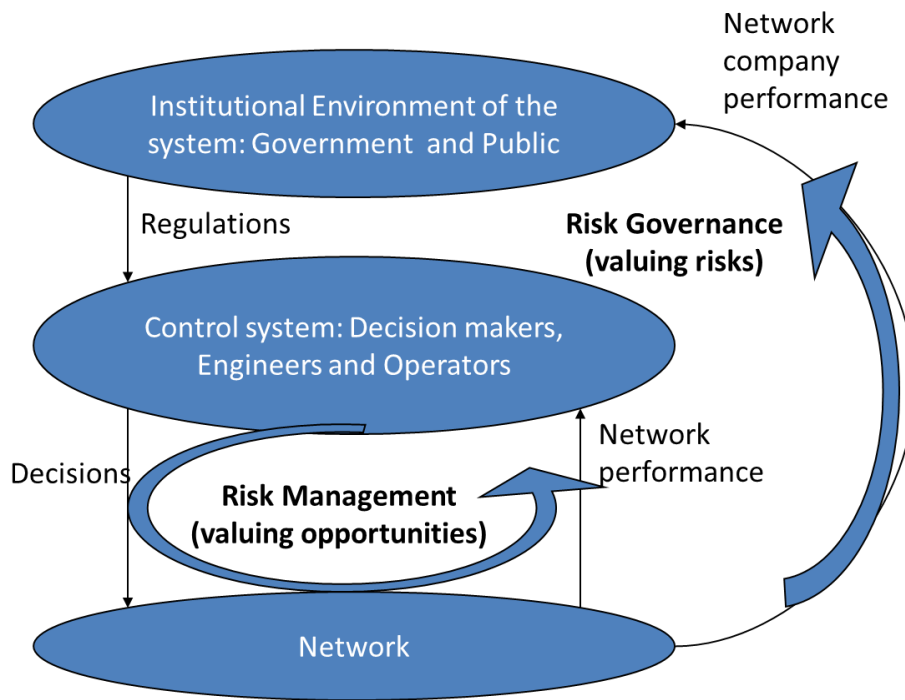 Network
company
performance
Institutional Environment of the
system: Government and Public
Regulations
Risk Governance
(valuing risks)
Control system: Decision makers,
Engineers and Operators
Decisions
Network
performance
Risk Management
(valuing opportunities)
Network